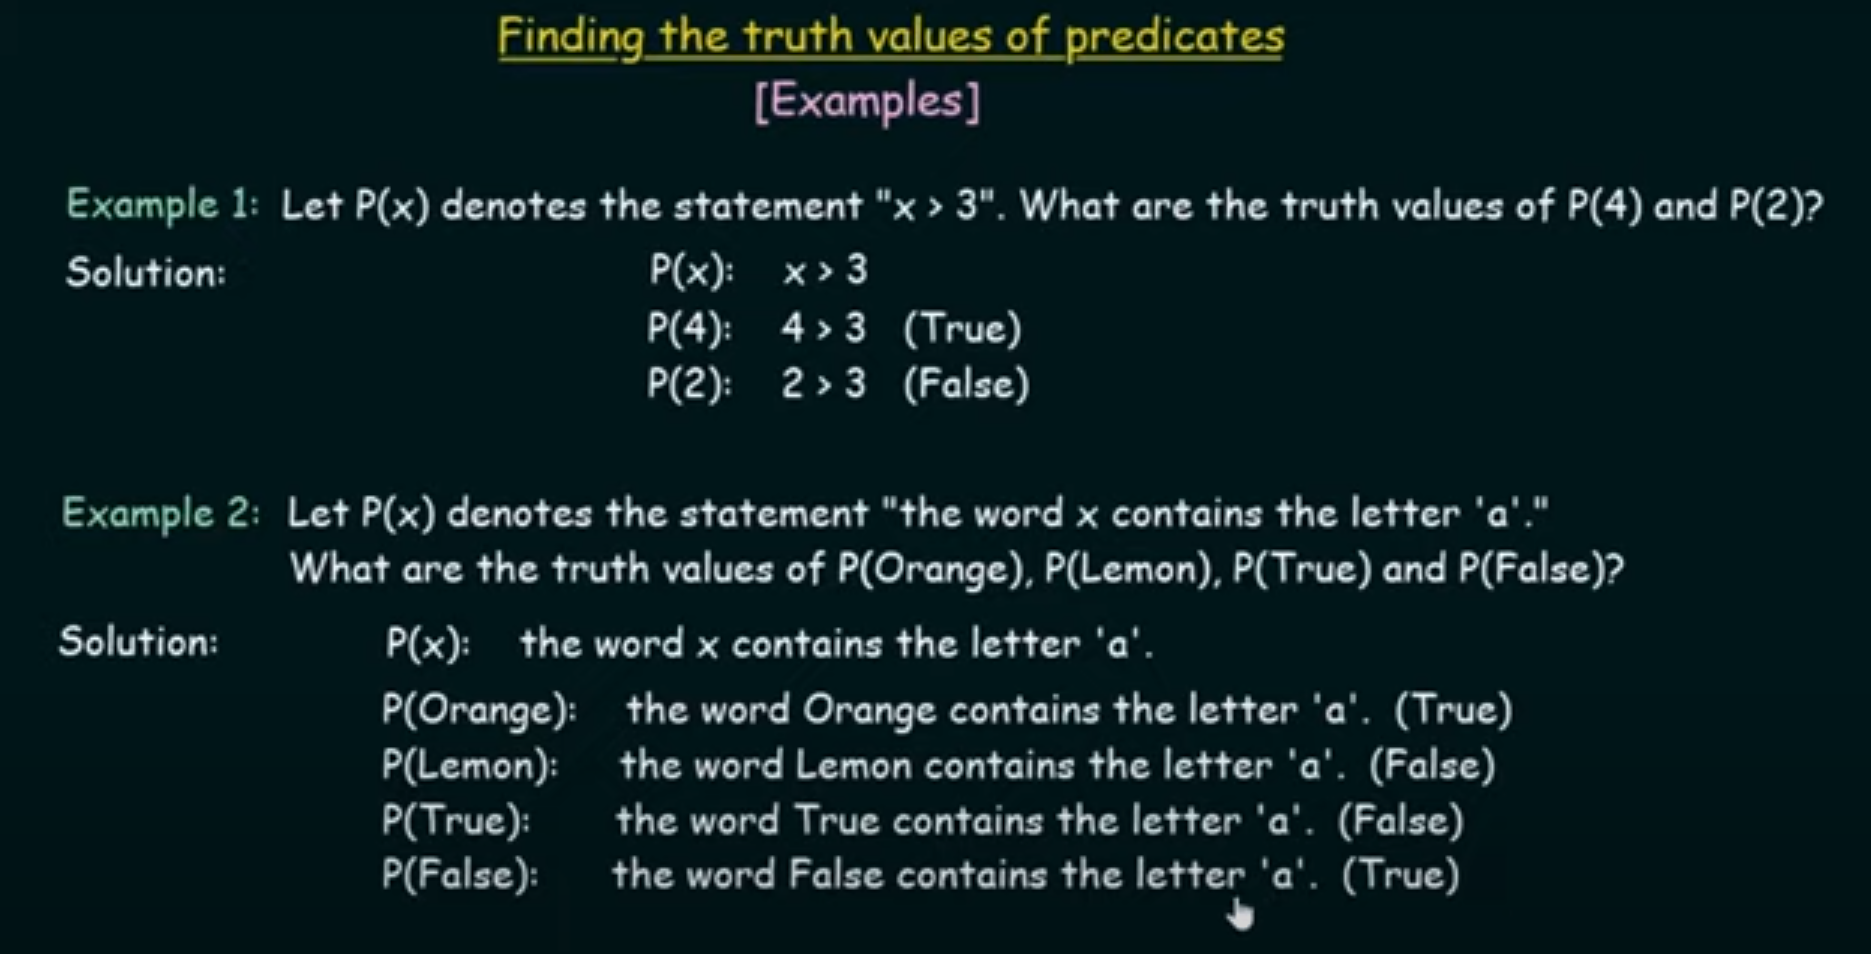 Finding the truth values of predicates
[Examples]
Example 1: Let P(x) denotes the statement "x > 3". What are the truth values of P(4) and P(2)?
Solution: P(x): x > 3
P(4): 4 > 3 (True)
P(2): 2 > 3 (False)
Example 2: Let P(x) denotes the statement "the word x contains the letter 'a'."
What are the truth values of P(Orange), P(Lemon), P(True) and P(False)?
Solution: P(x): the word x contains the letter 'a'.
P(Orange): the word Orange contains the letter 'a'. (True)
P(Lemon): the word Lemon contains the letter 'a'. (False)
P(True): the word True contains the letter 'a'. (False)
P(False): the word False contains the letter 'a'. (True)